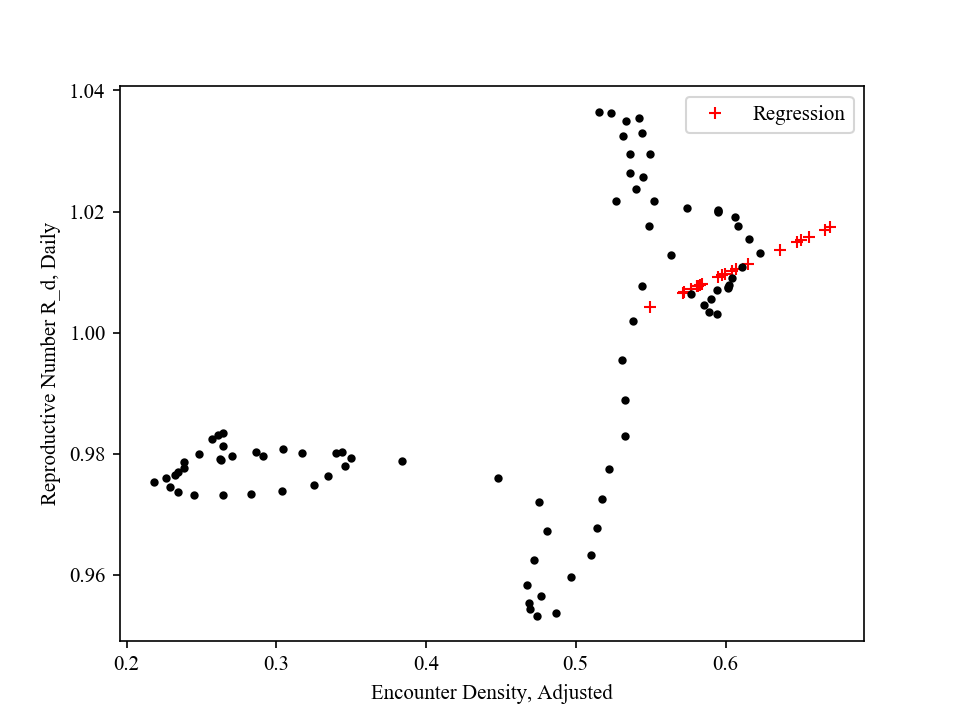 Regression
1.04
1.02
1.00
0.98
0.96
Reproductive Number R_d, Daily
0.2 0.3 0.4 0.5 0.6
Encounter Density, Adjusted